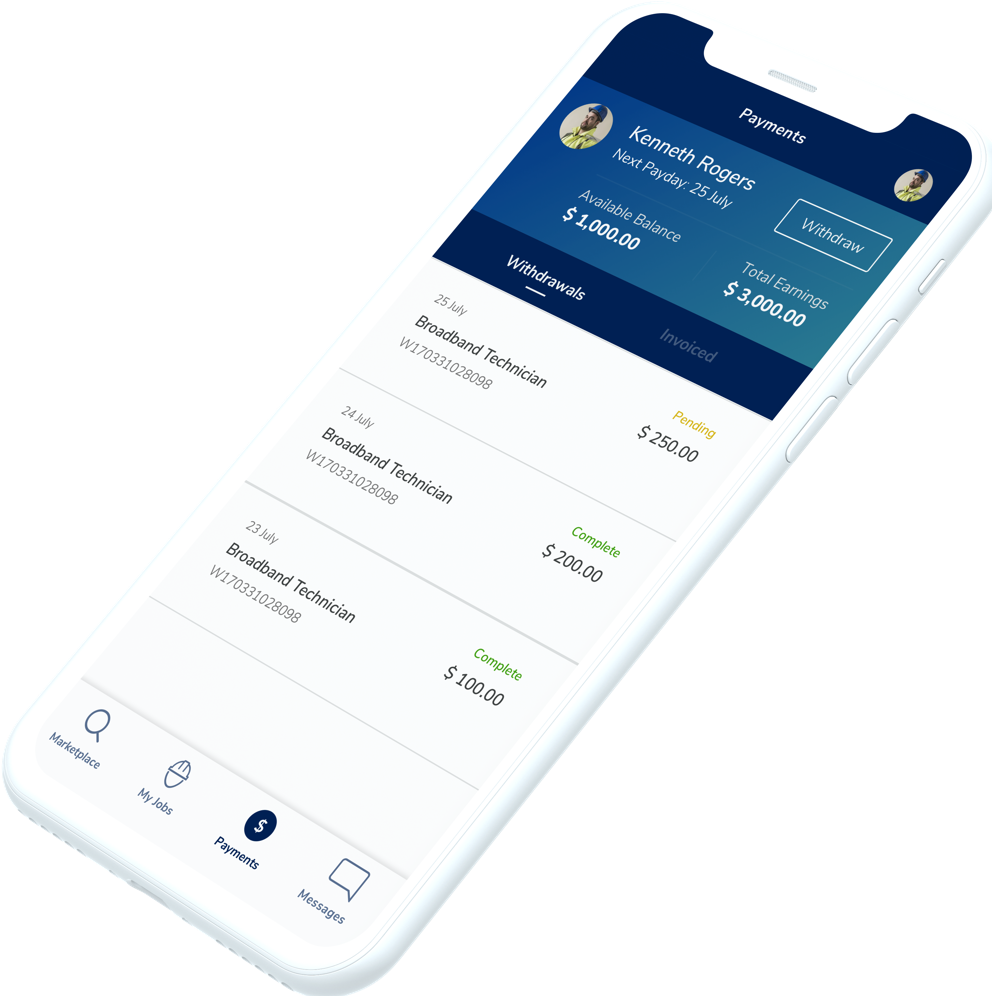 Payments
Kenneth Rogers
Next Payday: 25 July
Withdraw
Available Balance
$ 1,000.00
Total Earnings
$ 3,000.00
Withdrawals
Invoiced
25 July
Broadband Technician
W170331028098
Pending
$ 250.00
24 July
Broadband Technician
W170331028098
Complete
$ 200.00
23 July
Broadband Technician
W170331028098
Complete
$ 100.00
Marketplace
My Jobs
$
Payments
Messages